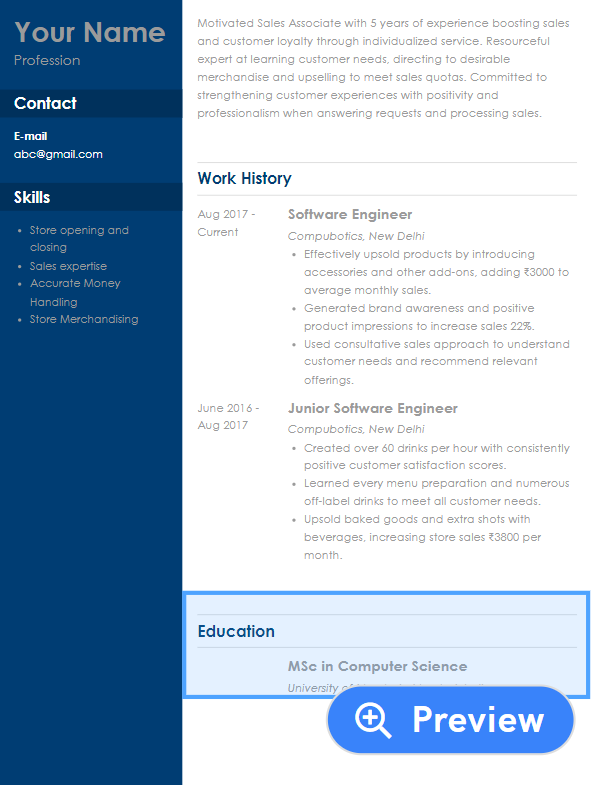 Your Name
Profession
Contact
E-mail
abc@gmail.com
Skills
Store opening and
closing
Sales expertise
Accurate Money
Handling
Store Merchandising
Motivated Sales Associate with 5 years of experience boosting sales
and customer loyalty through individualized service. Resourceful
expert at learning customer needs, directing to desirable
merchandise and upselling to meet sales quotas. Committed to
strengthening customer experiences with positivity and
professionalism when answering requests and processing sales.
Work History
Aug 2017 -
Current
Software Engineer
Compubotics, New Delhi
Effectively upsold products by introducing
accessories and other add-ons, adding ₹3000 to
average monthly sales.
Generated brand awareness and positive
product impressions to increase sales 22%.
Used consultative sales approach to understand
customer needs and recommend relevant
offerings.
June 2016 -
Aug 2017
Junior Software Engineer
Compubotics, New Delhi
Created over 60 drinks per hour with consistently
positive customer satisfaction scores.
Learned every menu preparation and numerous
off-label drinks to meet all customer needs.
Upsold baked goods and extra shots with
beverages, increasing store sales ₹3800 per
month.
Education
MSc in Computer Science
University of
Preview